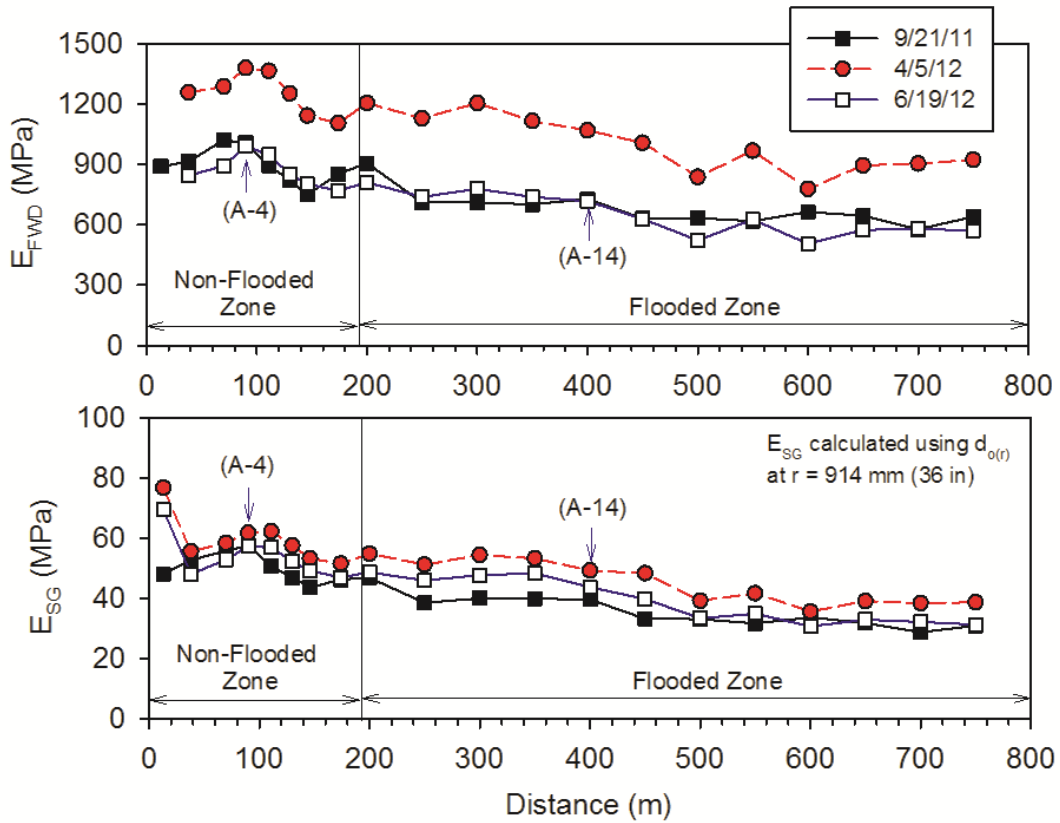 9/21/11
4/5/12
6/19/12
1500
1200
900
600
300
0
E_FWD (MPa)
(A-4)
(A-14)
Non-Flooded
Zone
Flooded Zone
0 100 200 300 400 500 600 700 800
100
80
60
40
20
0
E_SG (MPa)
E_SG calculated using d_o(r)
at r = 914 mm (36 in)
(A-4)
(A-14)
Non-Flooded
Zone
Flooded Zone
0 100 200 300 400 500 600 700 800
Distance (m)